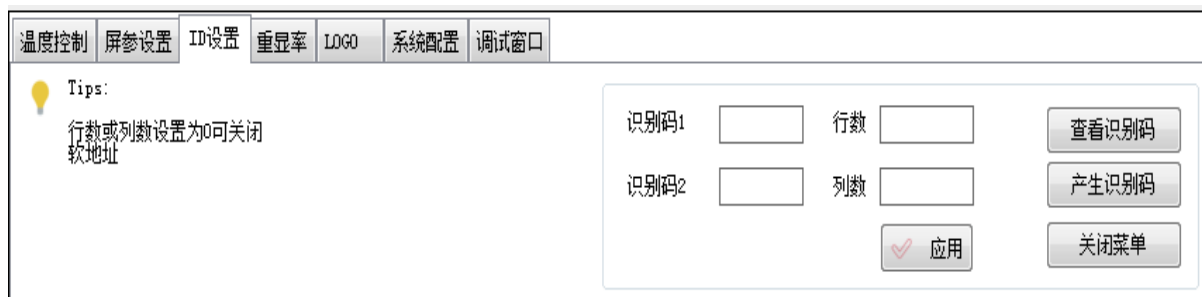 温度控制 屏参设置 ID设置 重显率 LOGO 系统配置 调试窗口
Tips:
行数或列数设置为0可关闭
软地址
识别码1 行数 查看识别码
识别码2 列数 产生识别码
应用 关闭菜单